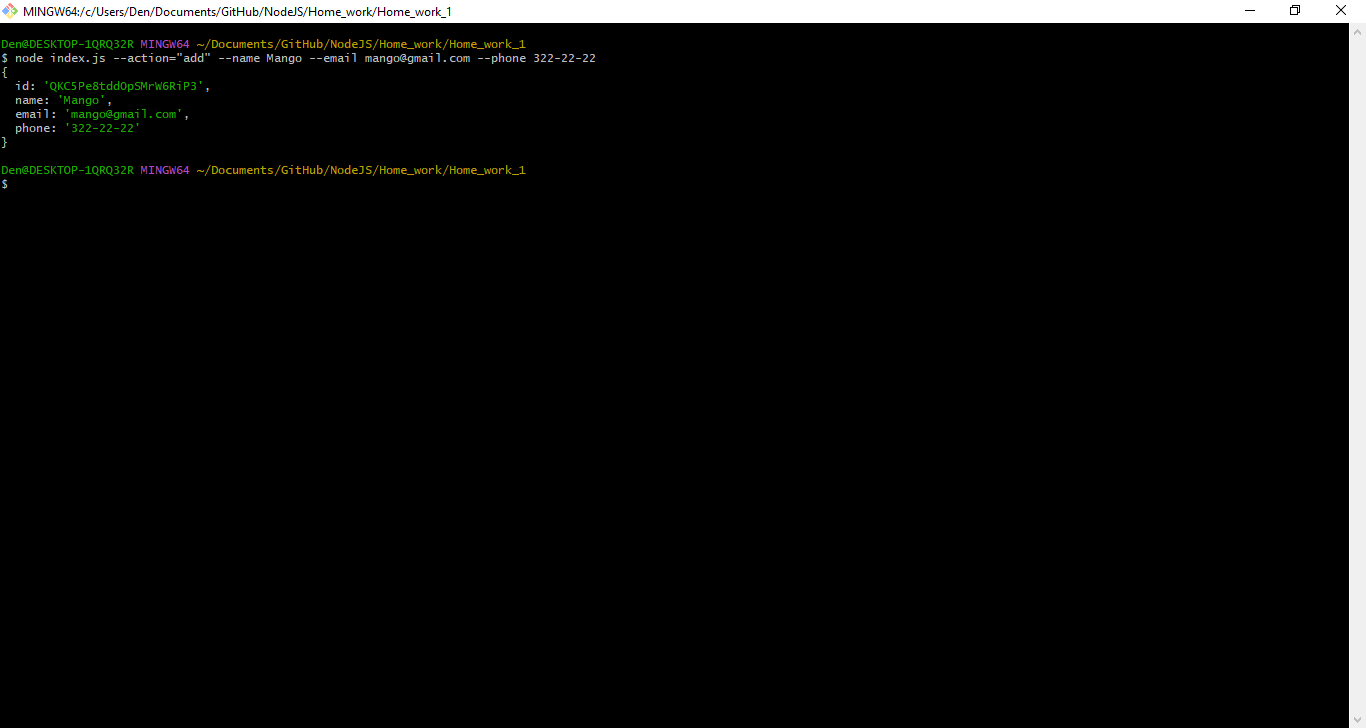 MINGW64:/c/Users/Den/Documents/GitHub/NodeJS/Home_work/Home_work_1
Den@DESKTOP-1QRQ32R MINGW64 ~/Documents/GitHub/NodeJS/Home_work/Home_work_1
$ node index.js --action="add" --name Mango --email mango@gmail.com --phone 322-22-22
{
  id: 'QKC5Pe8tddOpSMrW6RiP3',
  name: 'Mango',
  email: 'mango@gmail.com',
  phone: '322-22-22'
}
Den@DESKTOP-1QRQ32R MINGW64 ~/Documents/GitHub/NodeJS/Home_work/Home_work_1
$